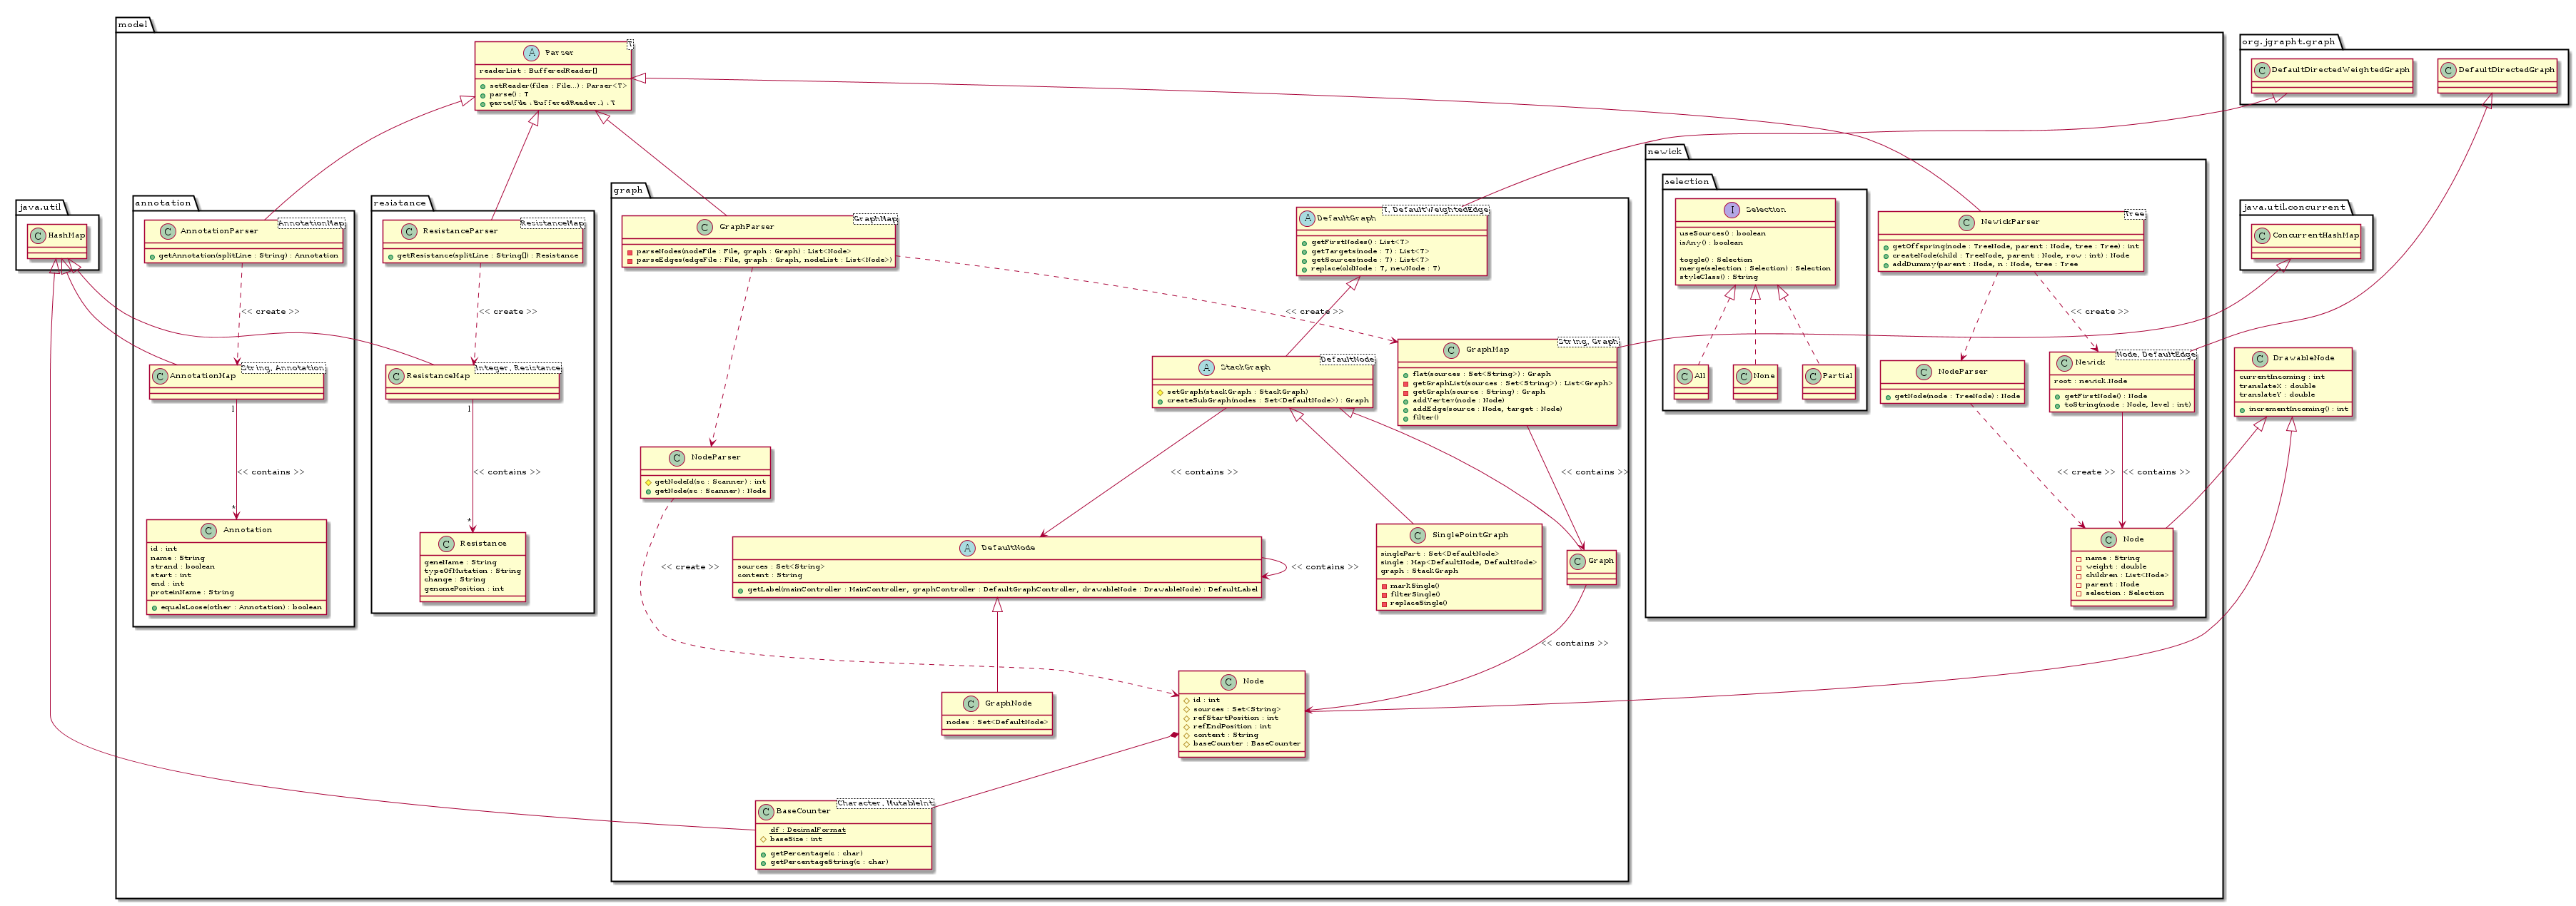 model
Parser
T
readerList : BufferedReader[]
setReader(files : File...) : Parser<T>
parse() : T
parse(file : BufferedReader..) : T
org.jgrapht.graph
DefaultDirectedWeightedGraph
DefaultDirectedGraph
java.util
HashMap
annotation
AnnotationParser
AnnotationMap
getAnnotation(splitLine : String) : Annotation
<< create >>
AnnotationMap
String, Annotation
1
<< contains >>
*
Annotation
id : int
name : String
strand : boolean
start : int
end : int
proteinName : String
equalsLoose(other : Annotation) : boolean
resistance
ResistanceParser
ResistanceMap
getResistance(splitLine : String[]) : Resistance
<< create >>
ResistanceMap
Integer, Resistance
1
<< contains >>
*
Resistance
geneName : String
typeOfMutation : String
change : String
genomePosition : int
graph
GraphParser
GraphMap
parseNodes(nodeFile : File, graph : Graph) : List<Node>
parseEdges(edgeFile : File, graph : Graph, nodeList : List<Node>)
DefaultGraph
T, DefaultWeightedEdge
getFirstNodes() : List<T>
getTargets(node : T) : List<T>
getSources(node : T) : List<T>
replace(oldNode : T, newNode : T)
<< create >>
StackGraph
DefaultNode
setGraph(stackGraph : StackGraph)
createSubGraph(nodes : Set<DefaultNode>) : Graph
GraphMap
String, Graph
flat(sources : Set<String>) : Graph
getGraphList(sources : Set<String>) : List<Graph>
getGraph(source : String) : Graph
addVertex(node : Node)
addEdge(source : Node, target : Node)
filter()
NodeParser
getNodeId(sc : Scanner) : int
getNode(sc : Scanner) : Node
<< contains >>
<< contains >>
<< create >>
DefaultNode
sources : Set<String>
content : String
getLabel(mainController : MainController, graphController : DefaultGraphController, drawableNode : DrawableNode) : DefaultLabel
<< contains >>
SinglePointGraph
singlePart : Set<DefaultNode>
single : Map<DefaultNode, DefaultNode>
graph : StackGraph
markSingle()
filterSingle()
replaceSingle()
Graph
<< contains >>
GraphNode
nodes : Set<DefaultNode>
Node
id : int
sources : Set<String>
refStartPosition : int
refEndPosition : int
content : String
baseCounter : BaseCounter
BaseCounter
Character, MutableInt
df : DecimalFormat
baseSize : int
getPercentage(c : char)
getPercentageString(c : char)
newick
selection
Selection
useSources() : boolean
isAny() : boolean
toggle() : Selection
merge(selection : Selection) : Selection
styleClass() : String
All
None
Partial
NewickParser
Tree
getOffspring(node : TreeNode, parent : Node, tree : Tree) : int
createNode(child : TreeNode, parent : Node, row : int) : Node
addDummy(parent : Node, n : Node, tree : Tree
<< create >>
NodeParser
getNode(node : TreeNode) : Node
Newick
Node, DefaultEdge
root : newick.Node
getFirstNode() : Node
toString(node : Node, level : int)
<< create >>
<< contains >>
Node
name : String
weight : double
children : List<Node>
parent : Node
selection : Selection
java.util.concurrent
ConcurrentHashMap
DrawableNode
currentIncoming : int
translateX : double
translateY : double
incrementIncoming() : int